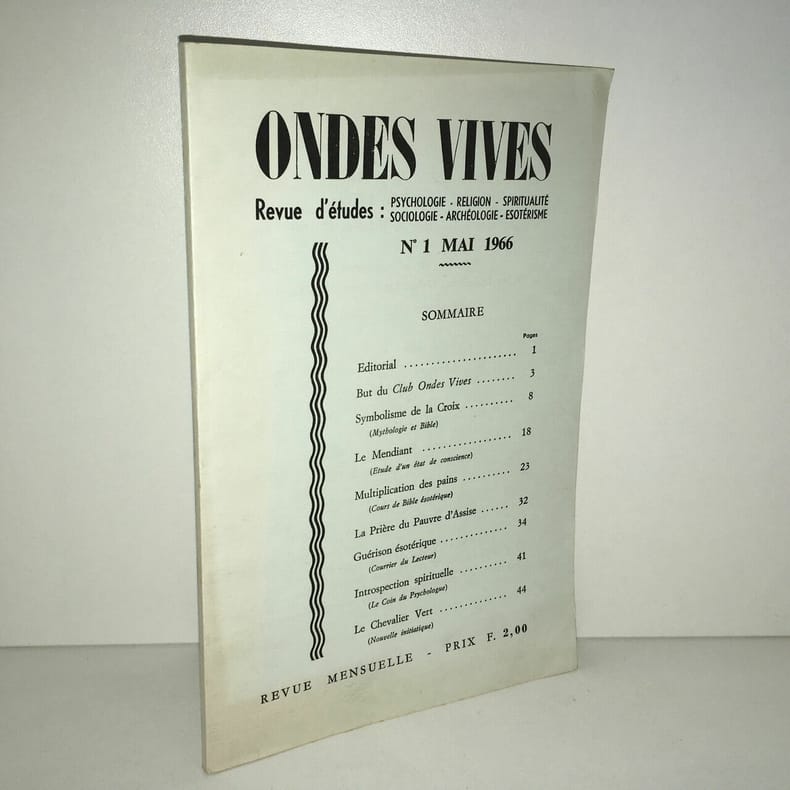 ONDES VIVES
Revue d'études : PSYCHOLOGIE - RELIGION - SPIRITUALITÉ
SOCIOLOGIE - ARCHÉOLOGIE - ESOTÉRISME
N° 1 MAI 1966
SOMMAIRE
Pages
Editorial ...................... 1
But du Club Ondes Vives ........ 3
Symbolisme de la Croix .......... 8
(Mythologie et Bible)
Le Mendiant .................. 18
(Etude d'un état de conscience)
Multiplication des pains .......... 23
(Cours de Bible ésotérique)
La Prière du Pauvre d'Assise ...... 32
Guérison ésotérique .............. 34
(Courrier du Lecteur)
Introspection spirituelle .......... 41
(Le Coin du Psychologue)
Le Chevalier Vert .............. 44
(Nouvelle initiatique)
REVUE MENSUELLE - PRIX F. 2,00